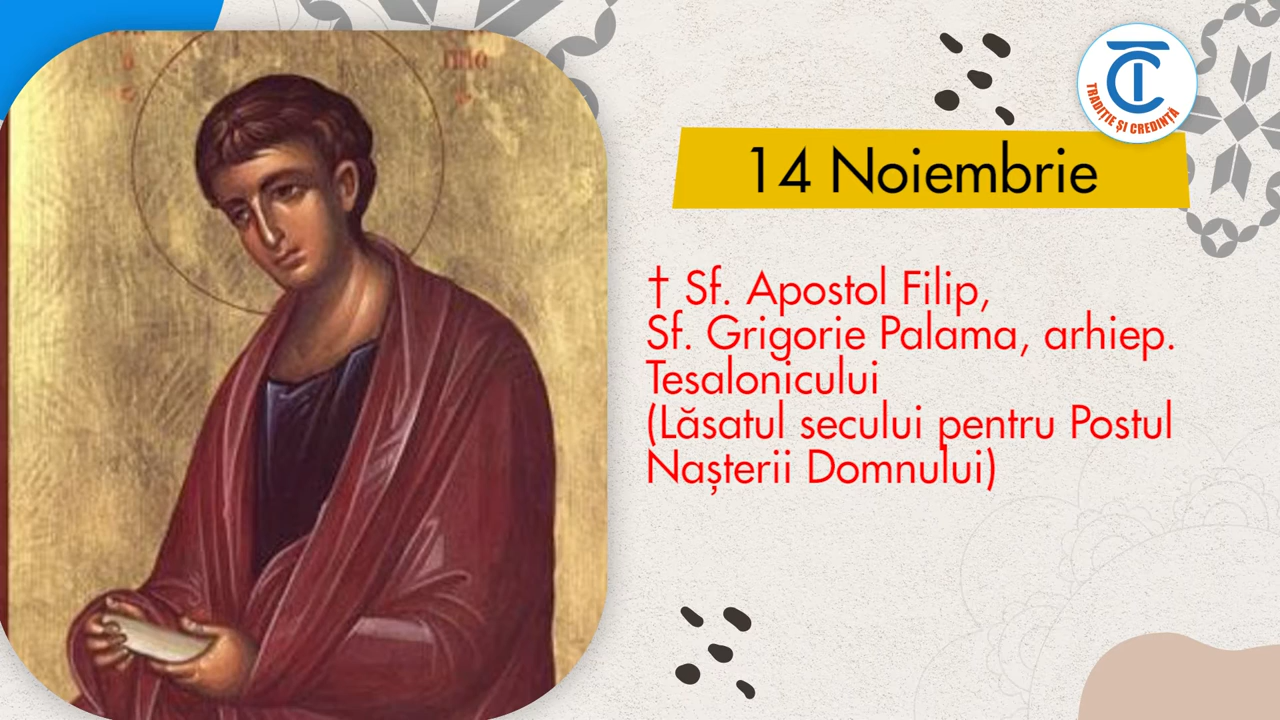 TRADIȚIE ȘI CREDINȚĂ
14 Noiembrie
† Sf. Apostol Filip,
Sf. Grigorie Palama, arhiep.
Tesalonicului
(Lăsatul secului pentru Postul
Nașterii Domnului)